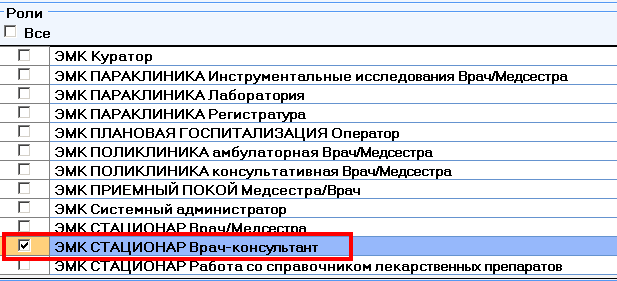 Роли
Все
ЭМК Куратор
ЭМК ПАРАКЛИНИКА Инструментальные исследования Врач/Медсестра
ЭМК ПАРАКЛИНИКА Лаборатория
ЭМК ПАРАКЛИНИКА Регистратура
ЭМК ПЛАНОВАЯ ГОСПИТАЛИЗАЦИЯ Оператор
ЭМК ПОЛИКЛИНИКА амбулаторная Врач/Медсестра
ЭМК ПОЛИКЛИНИКА консультативная Врач/Медсестра
ЭМК ПРИЕМНЫЙ ПОКОЙ Медсестра/Врач
ЭМК Системный администратор
ЭМК СТАЦИОНАР Врач/Медсестра
ЭМК СТАЦИОНАР Врач-консультант
ЭМК СТАЦИОНАР Работа со справочником лекарственных препаратов